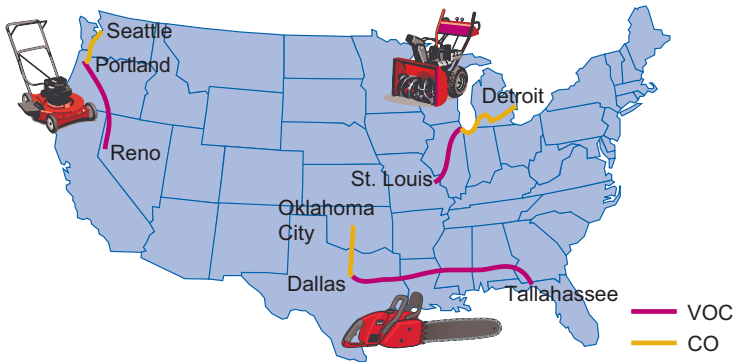 Seattle
Portland
Detroit
Reno
St. Louis
Oklahoma
City
Dallas
Tallahassee
VOC
CO